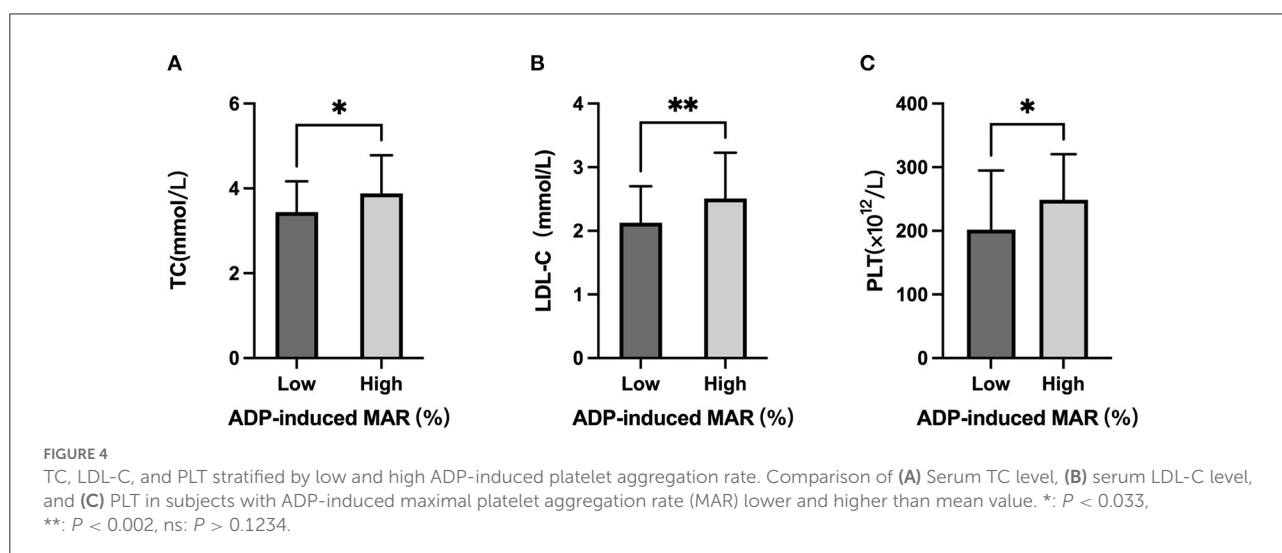 A
B
C
6
4
2
0
TC(mmol/L)
*
Low
High
ADP-induced MAR (%)
4
3
2
1
0
LDL-C (mmol/L)
**
Low
High
ADP-induced MAR (%)
400
300
200
100
0
PLT(×10¹²/L)
*
Low
High
ADP-induced MAR (%)
FIGURE 4
TC, LDL-C, and PLT stratified by low and high ADP-induced platelet aggregation rate. Comparison of (A) Serum TC level, (B) serum LDL-C level,
and (C) PLT in subjects with ADP-induced maximal platelet aggregation rate (MAR) lower and higher than mean value. *: P < 0.033,
**: P < 0.002, ns: P > 0.1234.